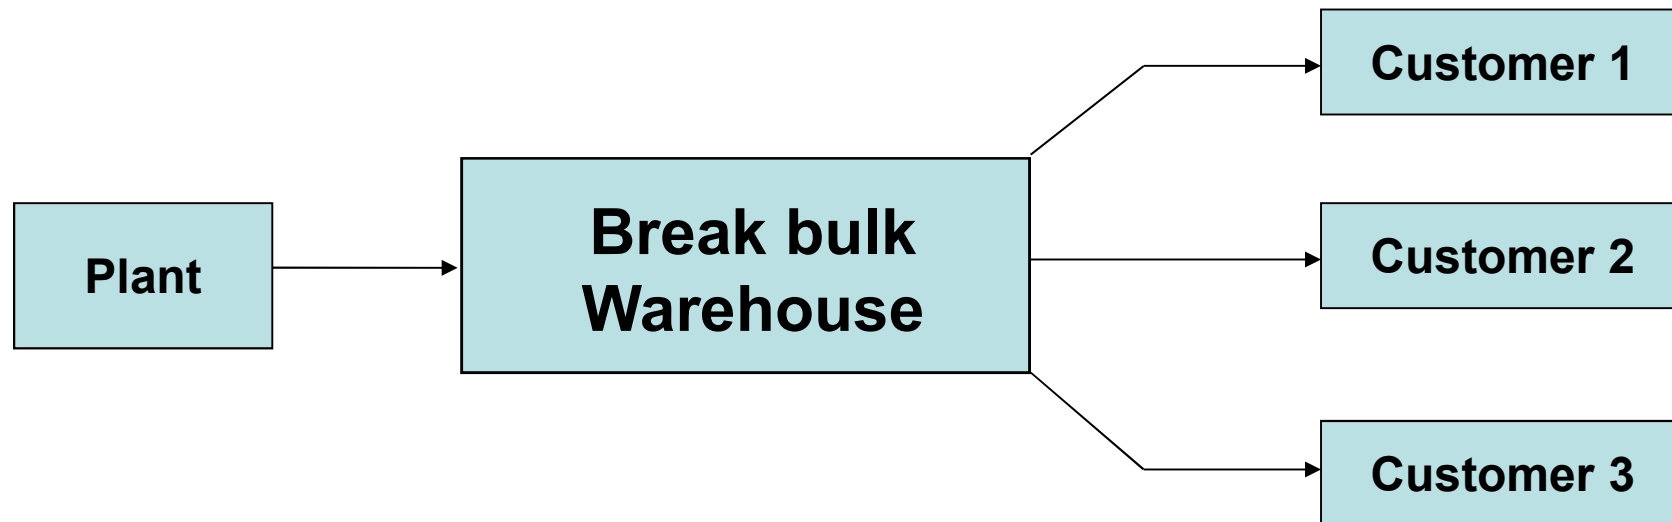 Customer 1
Plant
Break bulk
Warehouse
Customer 2
Customer 3